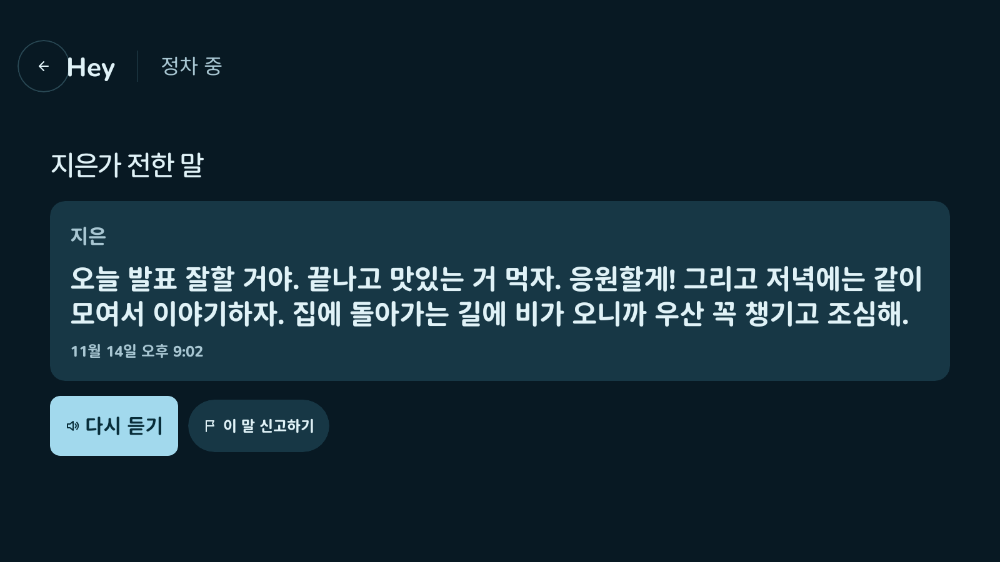 Hey
정차 중
지은가 전한 말
지은
오늘 발표 잘할 거야. 끝나고 맛있는 거 먹자. 응원할게! 그리고 저녁에는 같이
모여서 이야기하자. 집에 돌아가는 길에 비가 오니까 우산 꼭 챙기고 조심해.
11월 14일 오후 9:02
다시 듣기
이 말 신고하기